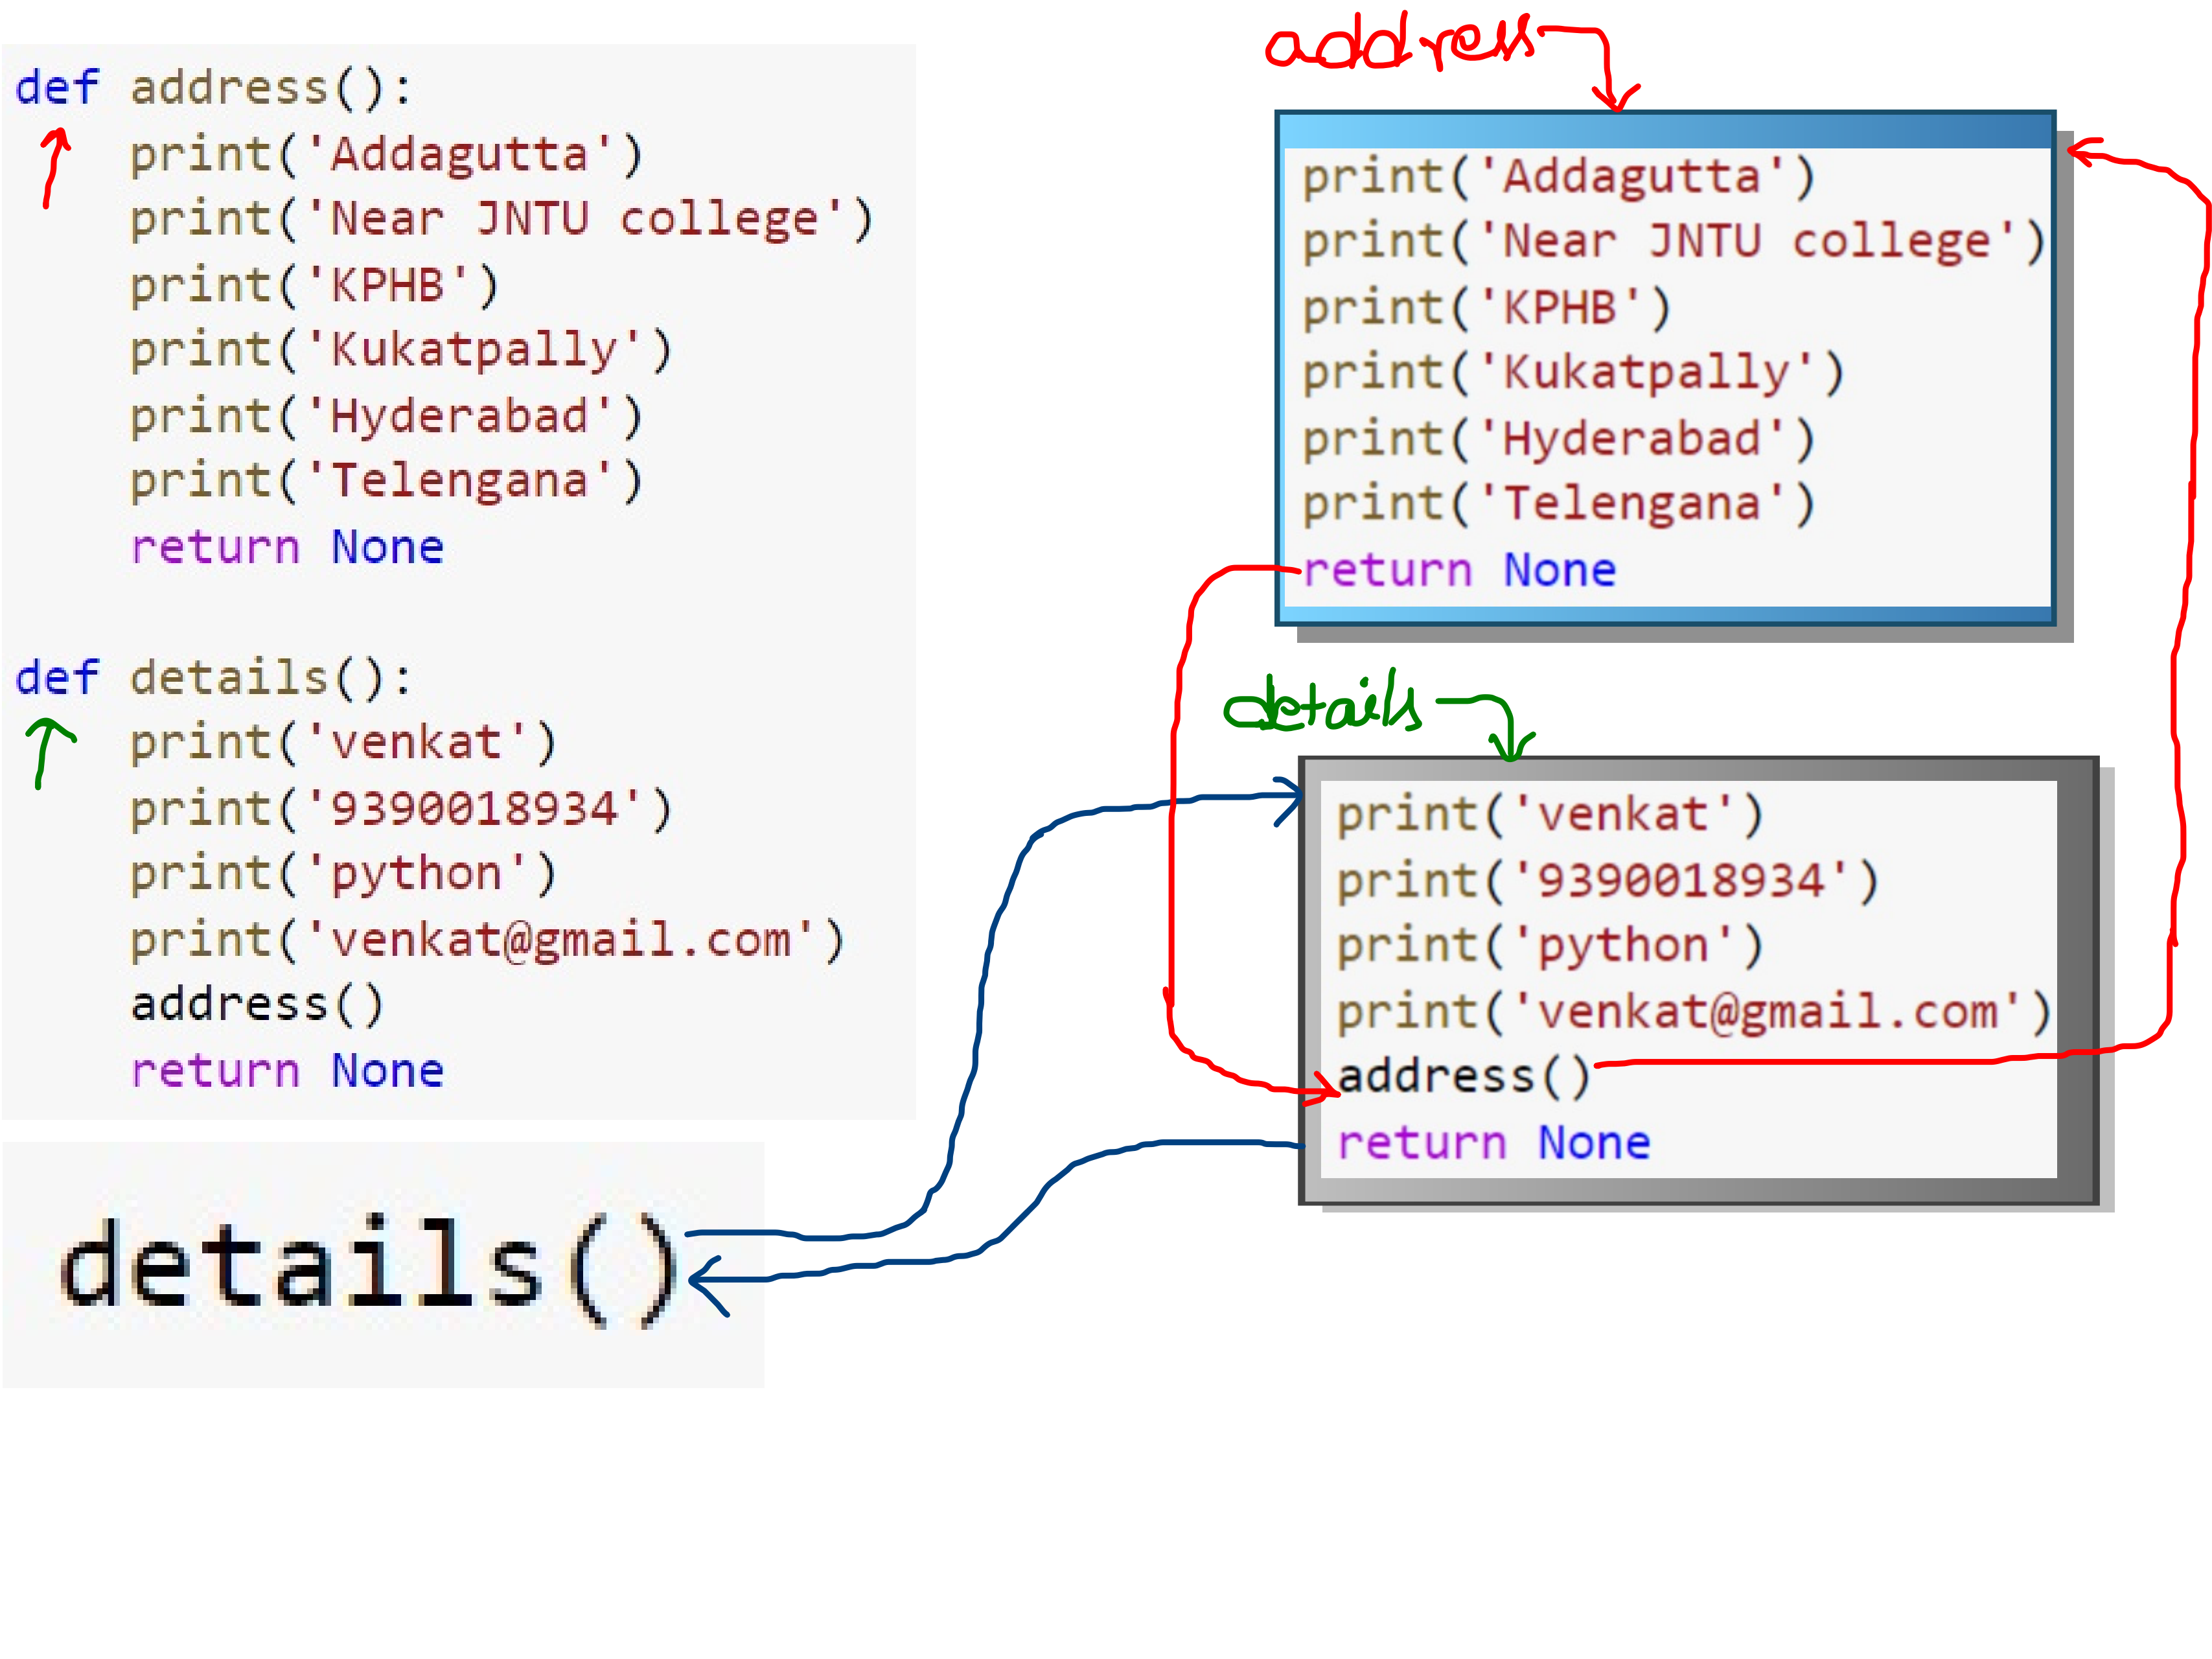 def address():
    print('Addagutta')
    print('Near JNTU college')
    print('KPHB')
    print('Kukatpally')
    print('Hyderabad')
    print('Telengana')
    return None
def details():
    print('venkat')
    print('9390018934')
    print('python')
    print('venkat@gmail.com')
    address()
    return None
details()
address
print('Addagutta')
print('Near JNTU college')
print('KPHB')
print('Kukatpally')
print('Hyderabad')
print('Telengana')
return None
details
print('venkat')
print('9390018934')
print('python')
print('venkat@gmail.com')
address()
return None